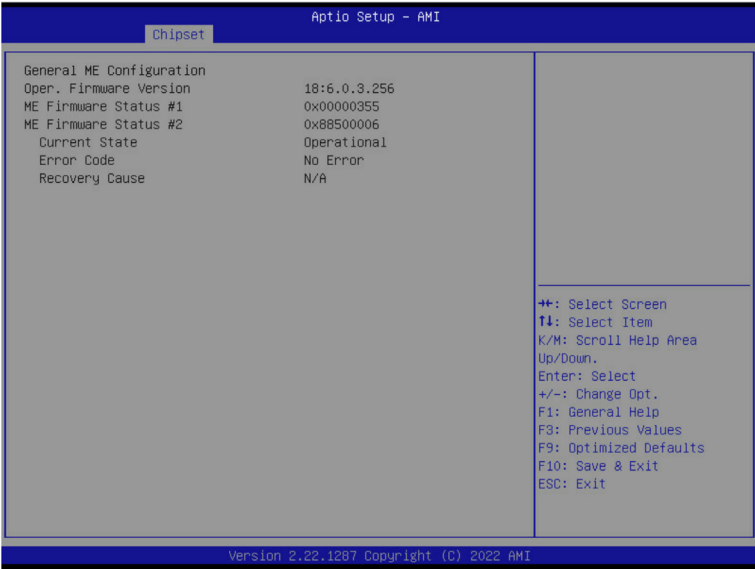 Aptio Setup – AMI
Chipset
General ME Configuration
Oper. Firmware Version 18:6.0.3.256
ME Firmware Status #1 0x00000355
ME Firmware Status #2 0x88500006
Current State Operational
Error Code No Error
Recovery Cause N/A
→←: Select Screen
↑↓: Select Item
K/M: Scroll Help Area
Up/Down.
Enter: Select
+/-: Change Opt.
F1: General Help
F3: Previous Values
F9: Optimized Defaults
F10: Save & Exit
ESC: Exit
Version 2.22.1287 Copyright (C) 2022 AMI